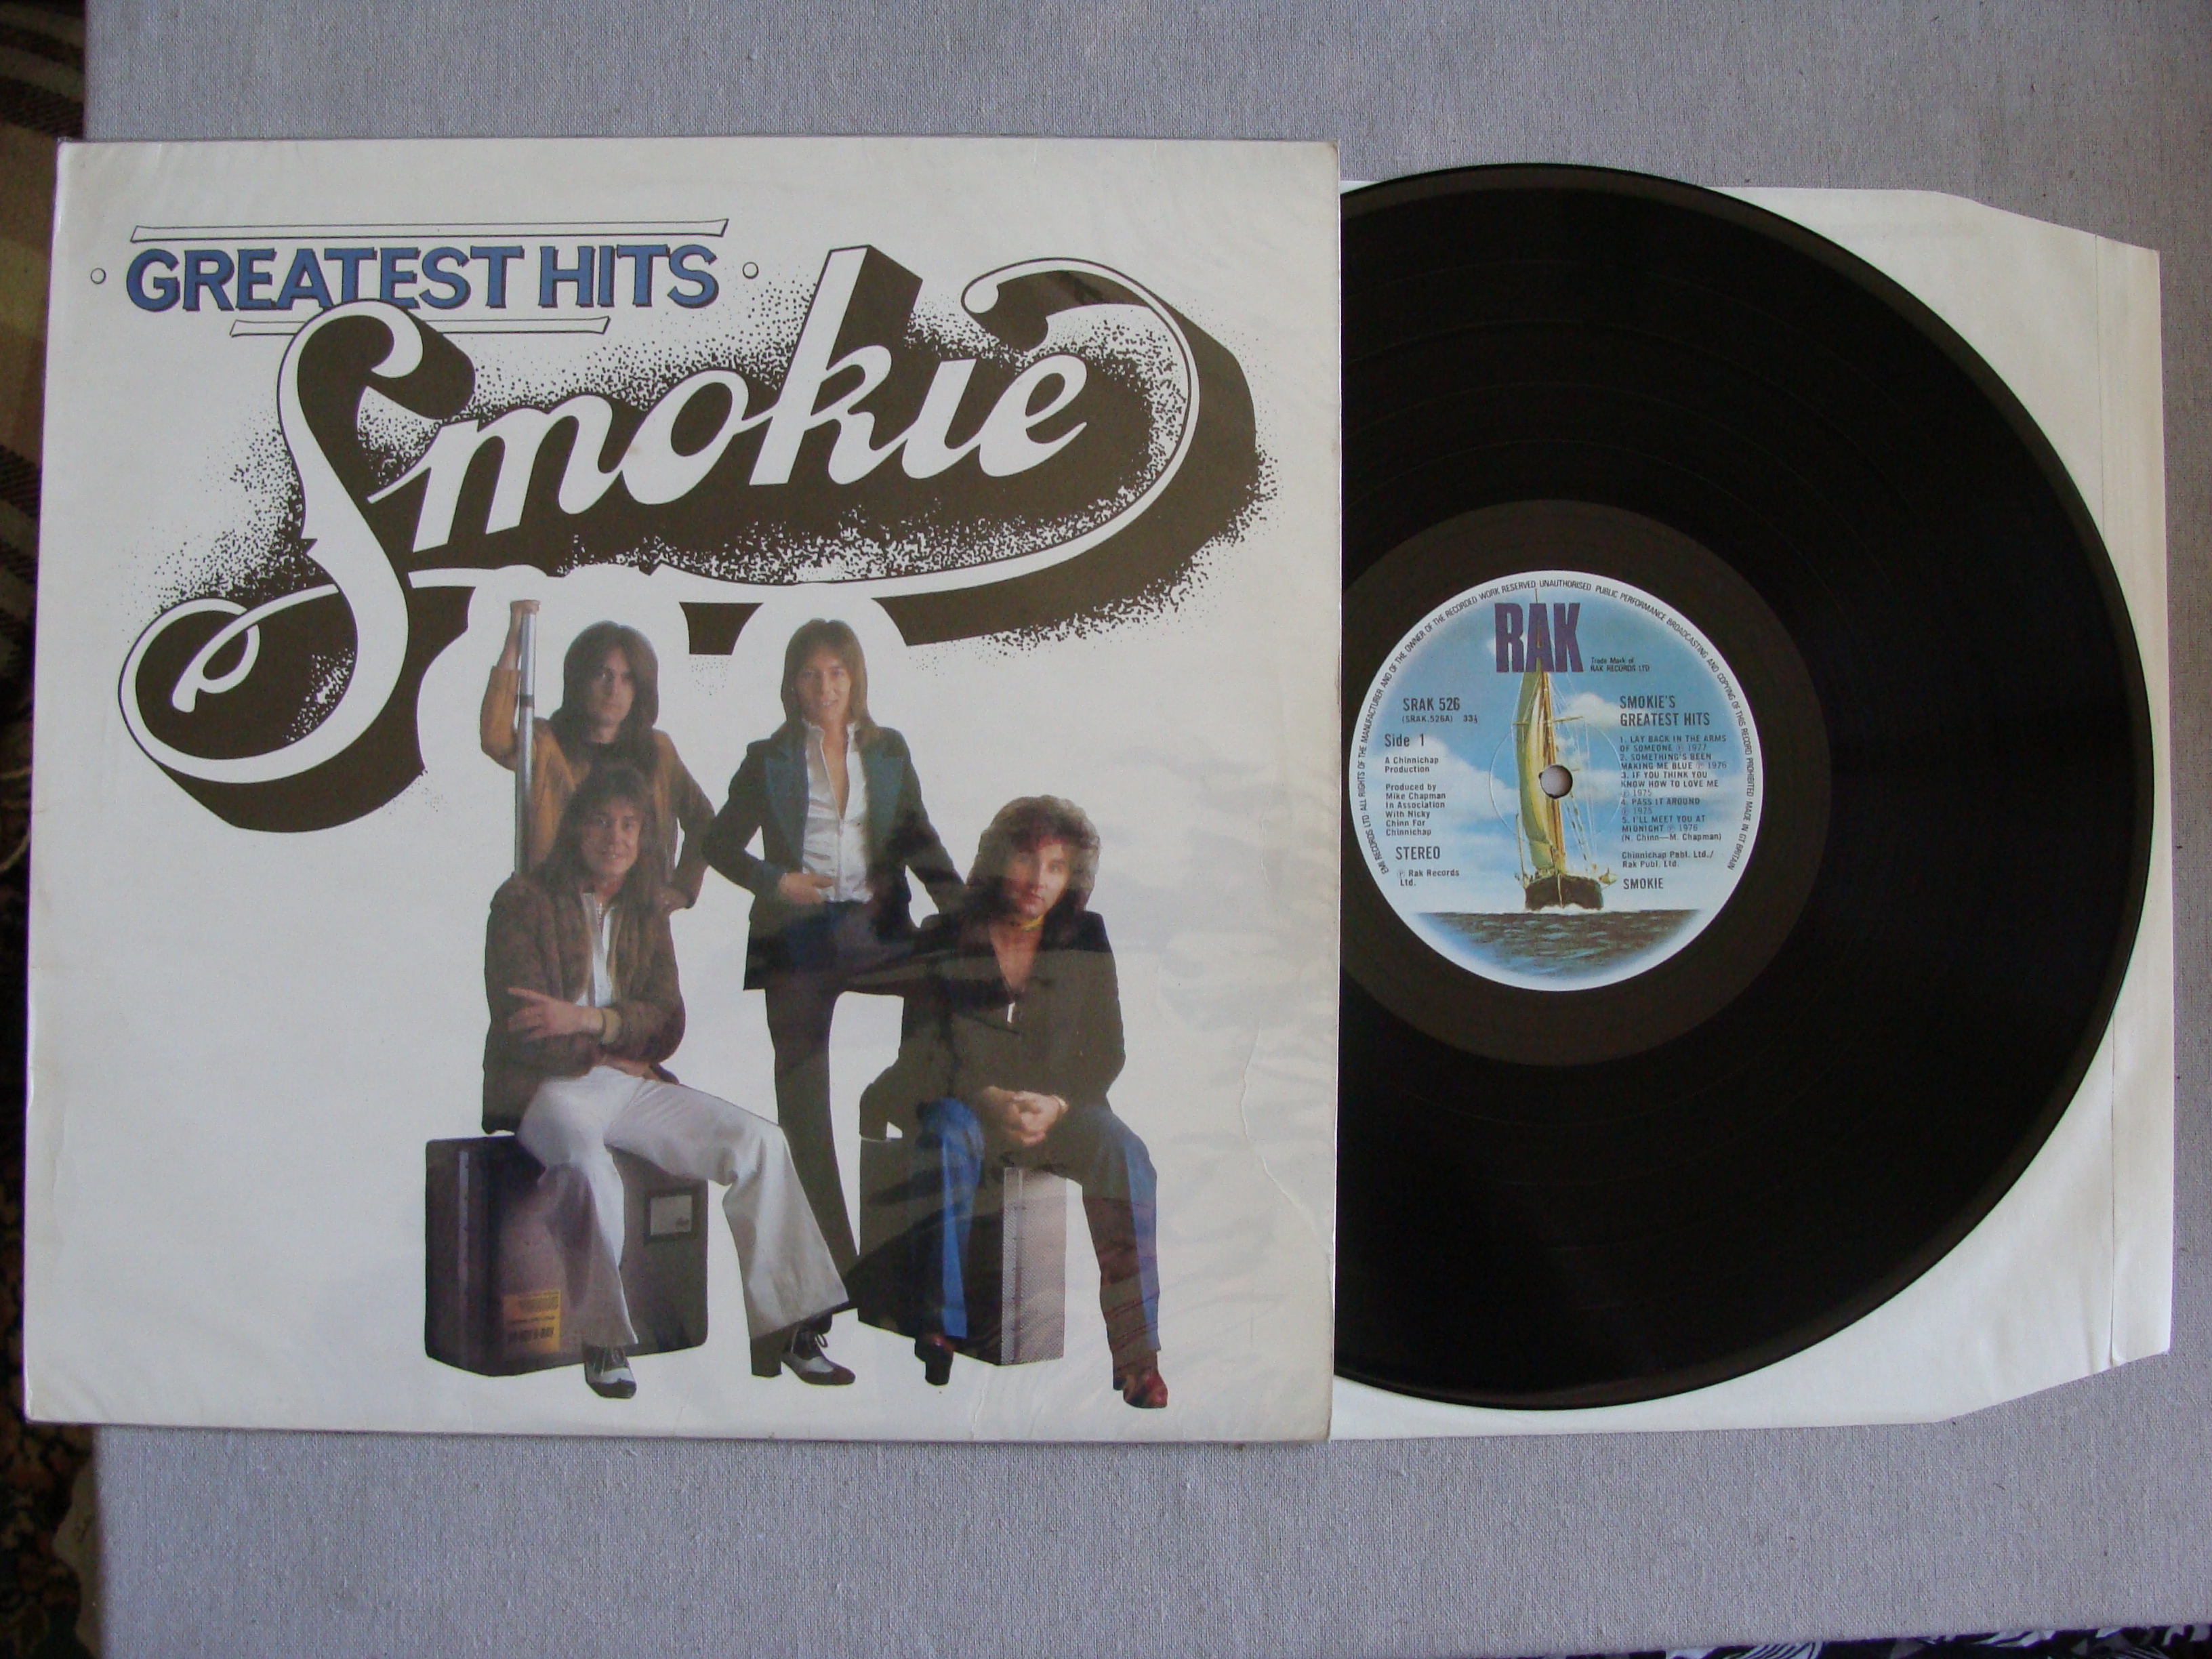 GREATEST HITS
Smokie
RAK RECORDS LTD ALL RIGHTS OF THE MANUFACTURER AND OF THE OWNER OF THE RECORDED WORK RESERVED UNAUTHORISED PUBLIC PERFORMANCE BROADCASTING AND COPYING OF THIS RECORD PROHIBITED MADE IN GT BRITAIN
RAK
Trade Mark of
RAK RECORDS LTD
SRAK 526
(SRAK.526A) 33⅓
Side 1
A Chinnichap
Production
Produced by
Mike Chapman
In Association
With Nicky
Chinn For
Chinnichap
STEREO
℗ Rak Records
Ltd.
SMOKIE'S
GREATEST HITS
1. LAY BACK IN THE ARMS
OF SOMEONE ℗ 1977
2. SOMETHING'S BEEN
MAKING ME BLUE ℗ 1976
3. IF YOU THINK YOU
KNOW HOW TO LOVE ME
℗ 1975
4. PASS IT AROUND
℗ 1975
5. I'LL MEET YOU AT
MIDNIGHT ℗ 1976
(N. Chinn—M. Chapman)
Chinnichap Publ. Ltd./
Rak Publ. Ltd.
SMOKIE